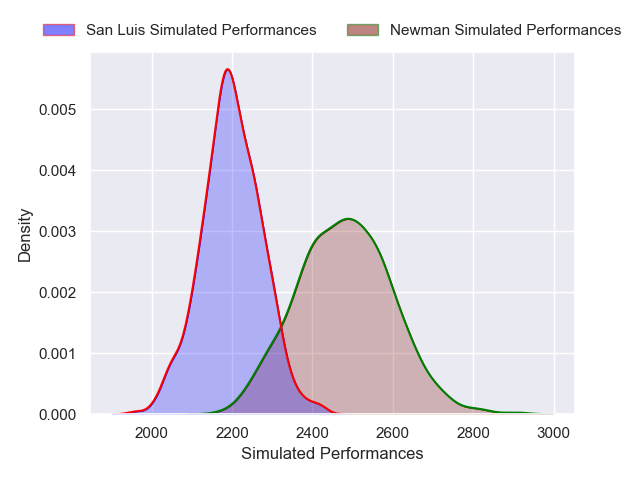 San Luis Simulated Performances Newman Simulated Performances
0.005
0.004
0.003
0.002
0.001
0.000
Density
2000 2200 2400 2600 2800 3000
Simulated Performances